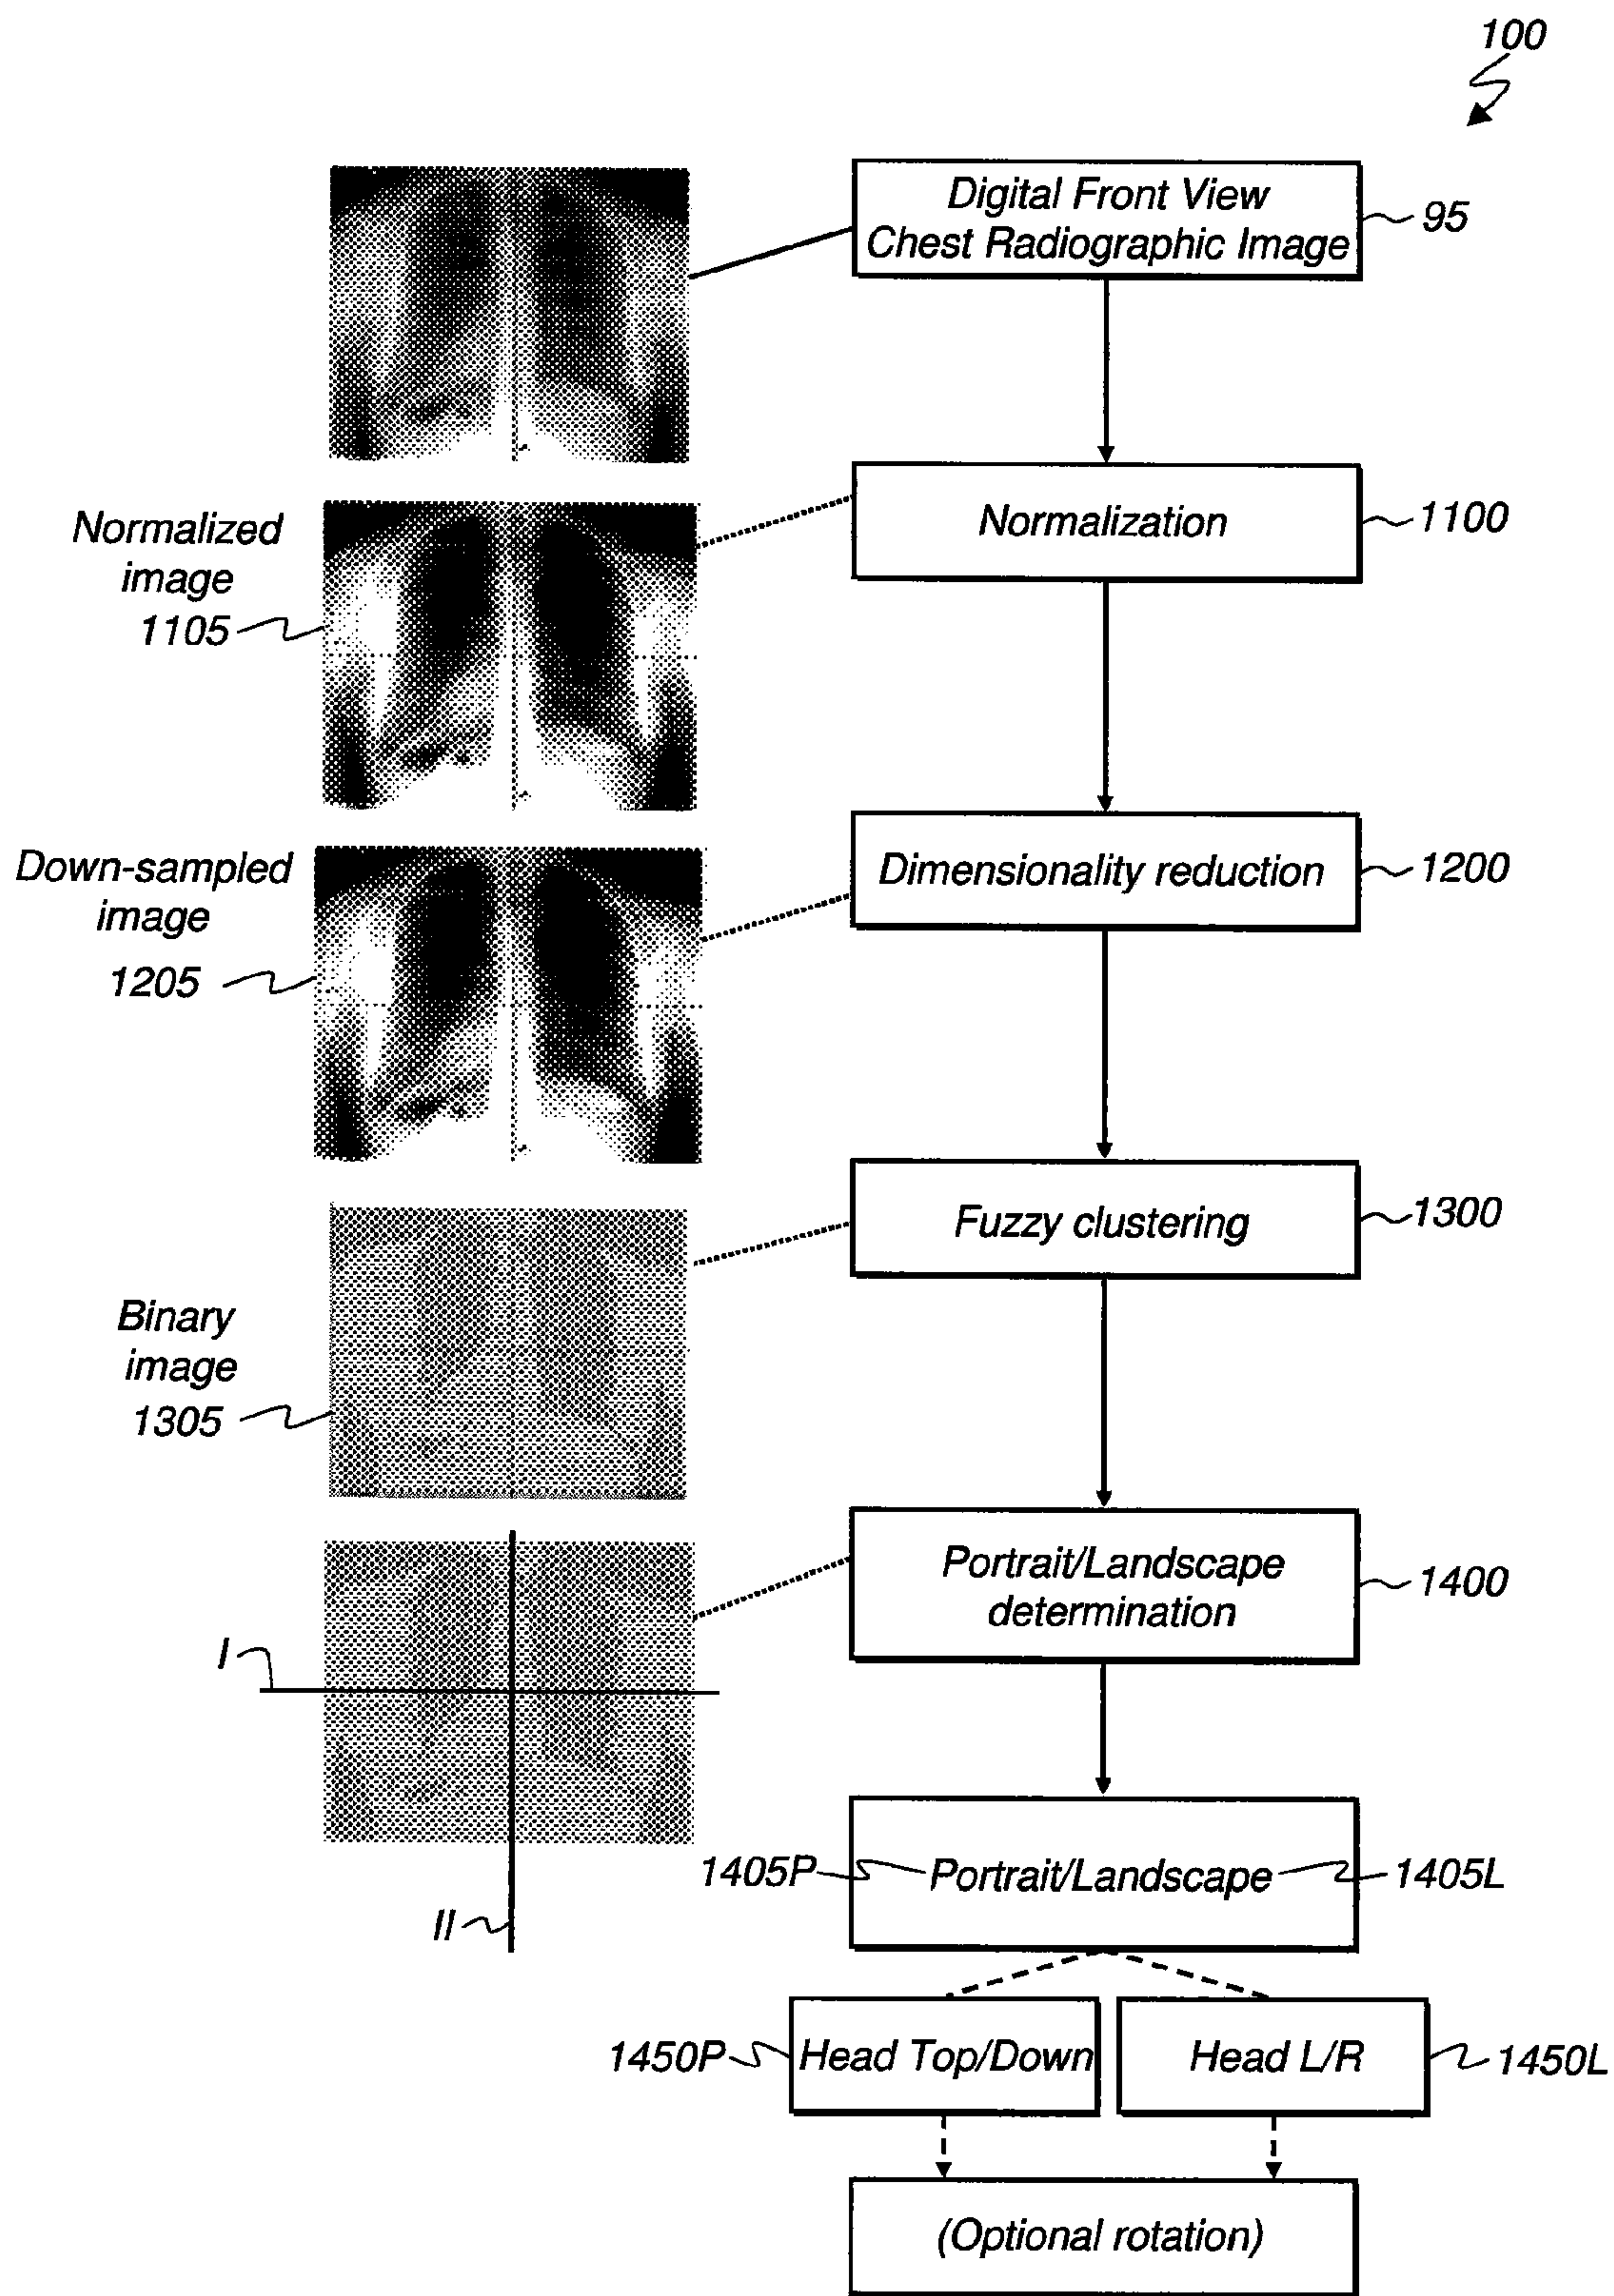 100
Digital Front View
Chest Radiographic Image
95
Normalized
image
1105
Normalization
1100
Down-sampled
image
1205
Dimensionality reduction
1200
Fuzzy clustering
1300
Binary
image
1305
Portrait/Landscape
determination
1400
I
II
1405P
Portrait/Landscape
1405L
1450P
Head Top/Down
Head L/R
1450L
(Optional rotation)